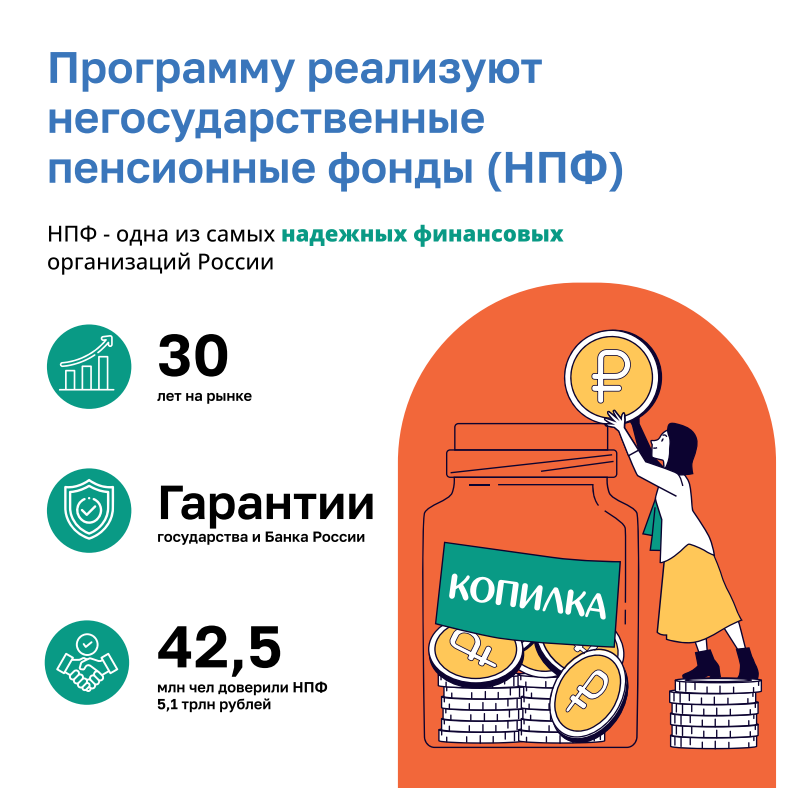 Программу реализуют
негосударственные
пенсионные фонды (НПФ)
НПФ - одна из самых надежных финансовых
организаций России
30
лет на рынке
Гарантии
государства и Банка России
42,5
млн чел доверили НПФ
5,1 трлн рублей
КОПИЛКА